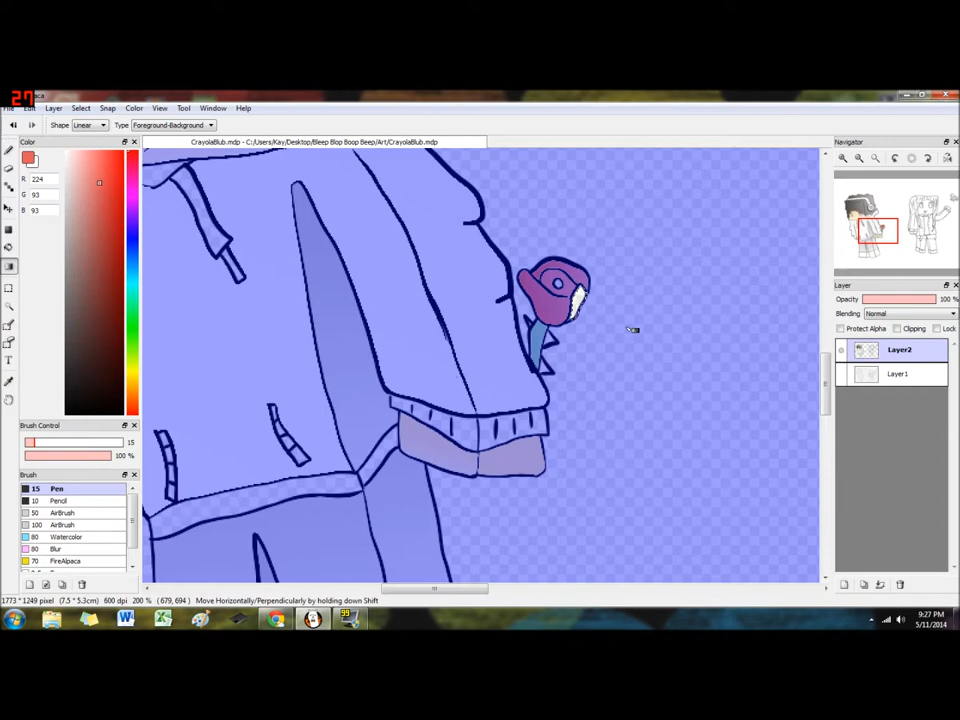 27
aca
File Edit Layer Select Snap Color View Tool Window Help
Shape Linear Type Foreground-Background
Color
CrayolaBlub.mdp - C:/Users/Kay/Desktop/Bleep Blop Boop Beep/Art/CrayolaBlub.mdp
Navigator
R 224
G 93
B 93
Layer
Opacity 100 %
Blending Normal
Protect Alpha Clipping Lock
Layer2
Layer1
Brush Control
15
100 %
Brush
15 Pen
10 Pencil
50 AirBrush
100 AirBrush
80 Watercolor
80 Blur
70 FireAlpaca
1773 * 1249 pixel (7.5 * 5.3cm) 600 dpi 200 % (679, 694) Move Horizontally/Perpendicularly by holding down Shift
99
9:27 PM
5/11/2014